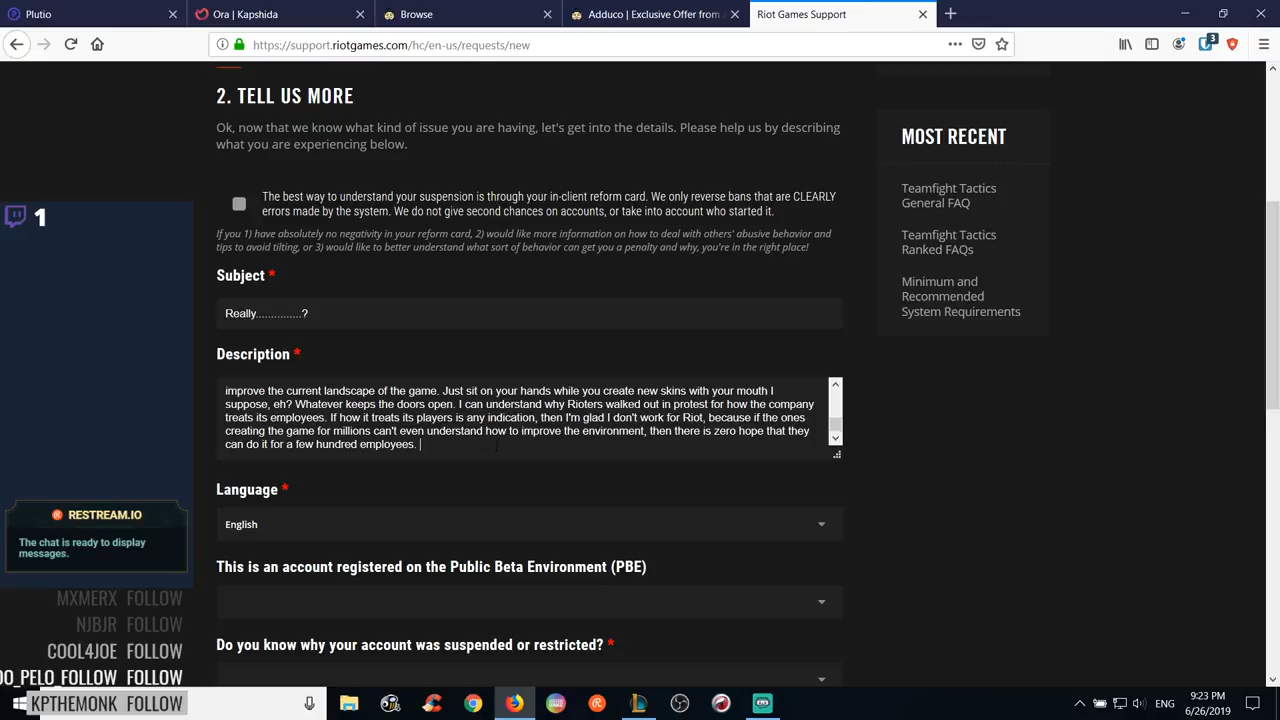 Plutio
Ora | Kapshida
Browse
Adduco | Exclusive Offer from
Riot Games Support
https://support.riotgames.com/hc/en-us/requests/new
3
2. TELL US MORE
Ok, now that we know what kind of issue you are having, let's get into the details. Please help us by describing
what you are experiencing below.
MOST RECENT
Teamfight Tactics
General FAQ
Teamfight Tactics
Ranked FAQs
Minimum and
Recommended
System Requirements
1
The best way to understand your suspension is through your in-client reform card. We only reverse bans that are CLEARLY
errors made by the system. We do not give second chances on accounts, or take into account who started it.
If you 1) have absolutely no negativity in your reform card, 2) would like more information on how to deal with others' abusive behavior and
tips to avoid tilting, or 3) would like to better understand what sort of behavior can get you a penalty and why, you're in the right place!
Subject *
Really...............?
Description *
improve the current landscape of the game. Just sit on your hands while you create new skins with your mouth I
suppose, eh? Whatever keeps the doors open. I can understand why Rioters walked out in protest for how the company
treats its employees. If how it treats its players is any indication, then I'm glad I don't work for Riot, because if the ones
creating the game for millions can't even understand how to improve the environment, then there is zero hope that they
can do it for a few hundred employees.
Language *
English
This is an account registered on the Public Beta Environment (PBE)
Do you know why your account was suspended or restricted? *
RESTREAM.IO
The chat is ready to display
messages.
MXMERX FOLLOW
NJBJR FOLLOW
COOL4JOE FOLLOW
OO_PELO_FOLLOW FOLLOW
KPTHEMONK FOLLOW
ENG
9:23 PM
6/26/2019